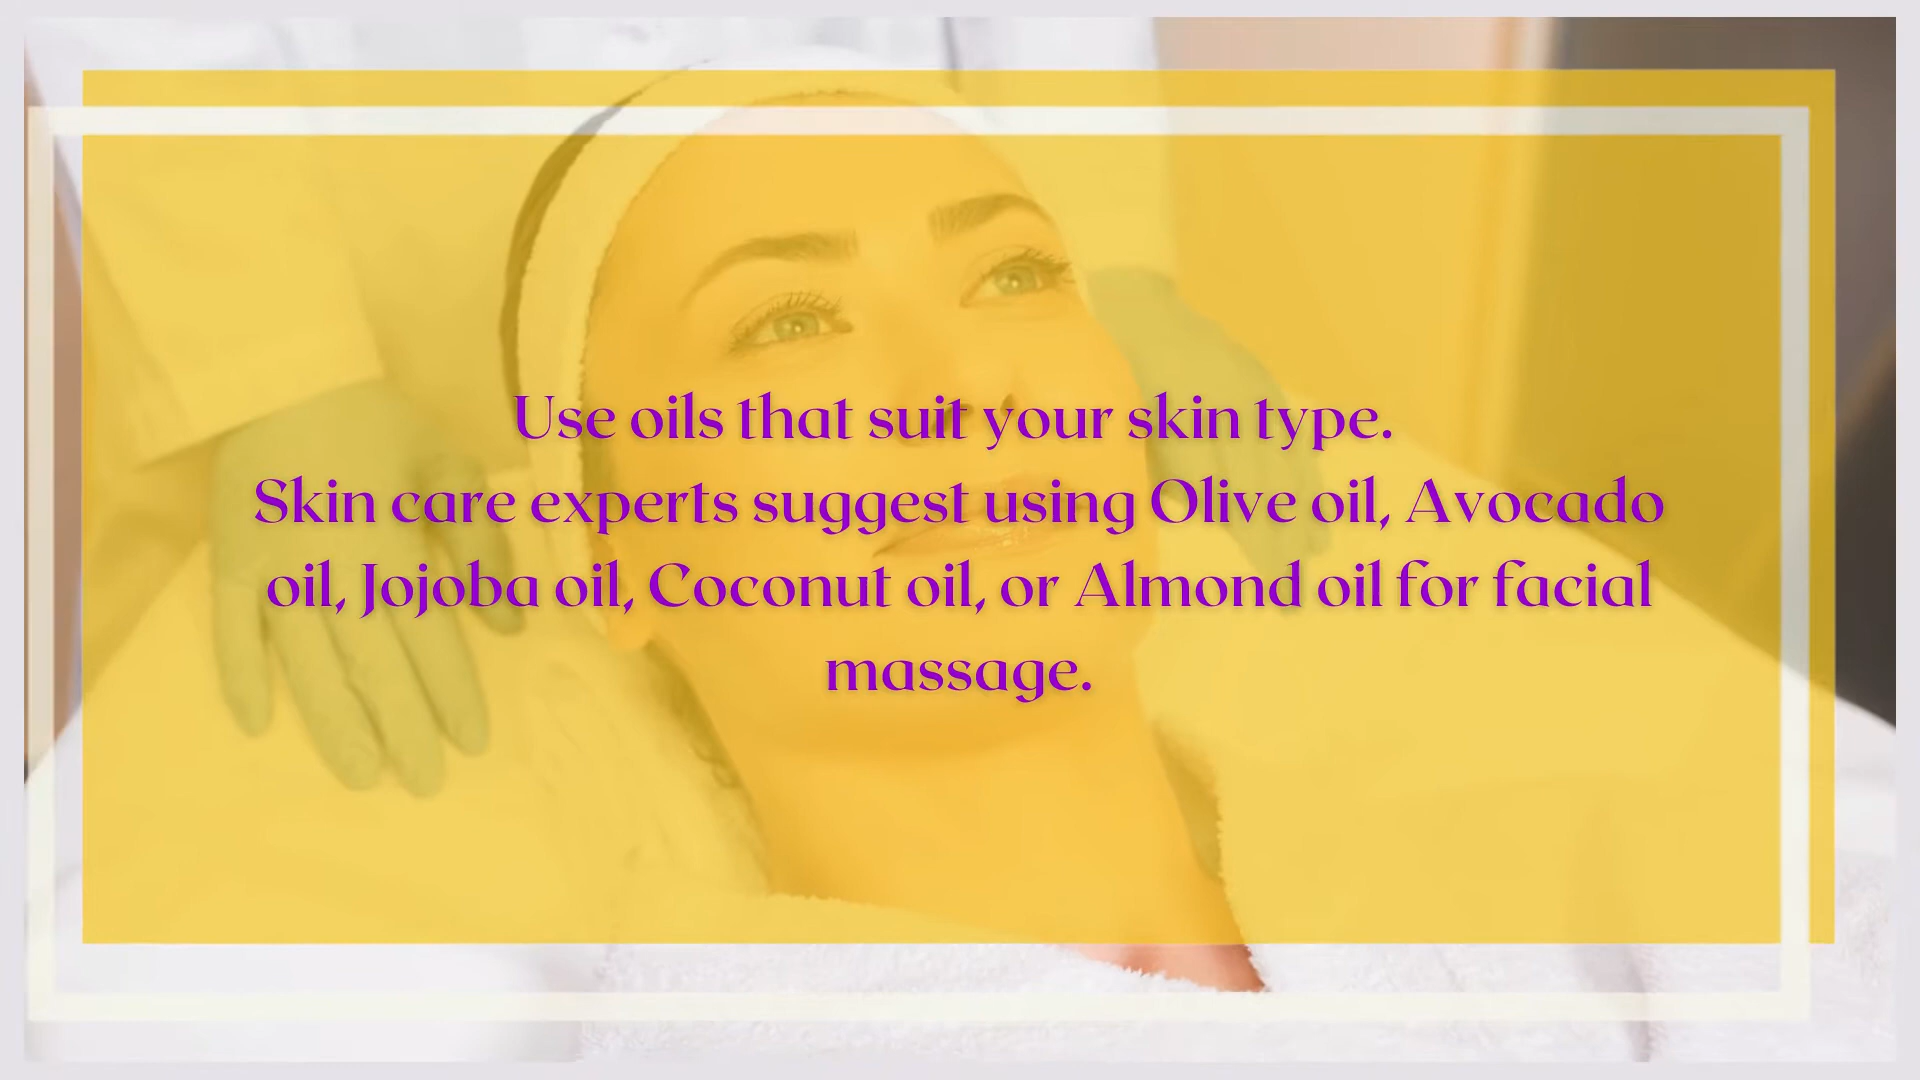 Use oils that suit your skin type.
Skin care experts suggest using Olive oil, Avocado
oil, Jojoba oil, Coconut oil, or Almond oil for facial
massage.